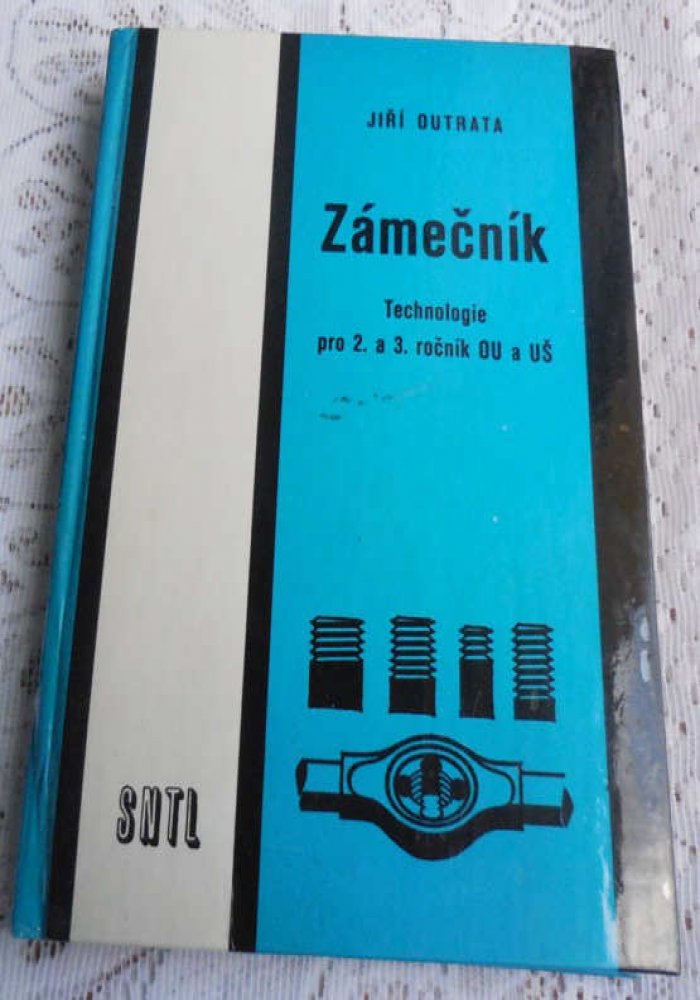 JIŘÍ OUTRATA
Zámečník
Technologie
pro 2. a 3. ročník OU a UŠ
SNTL